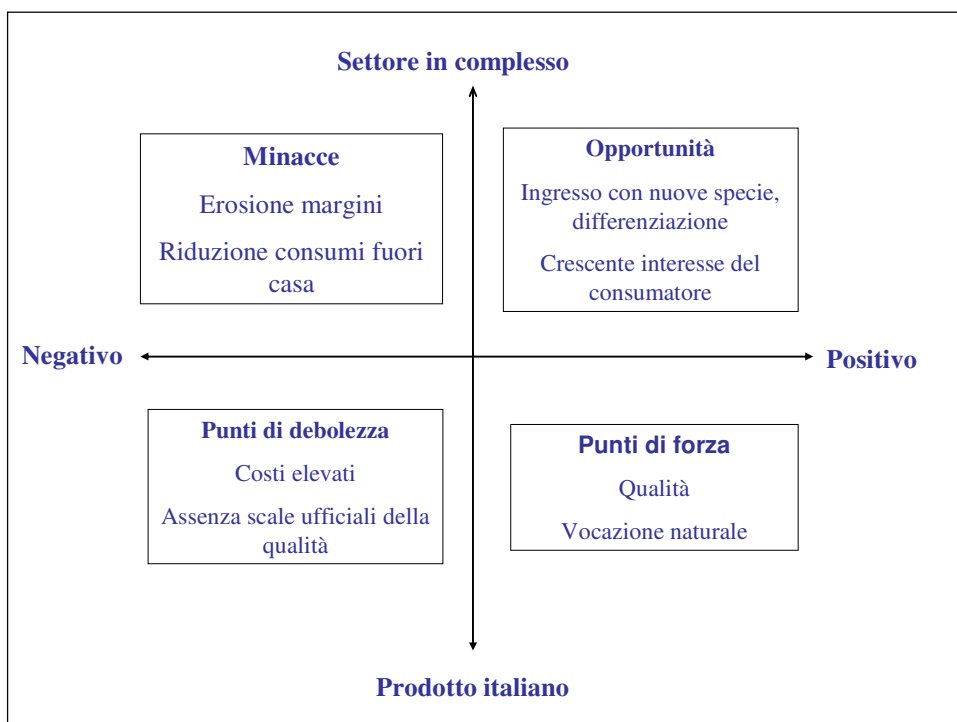 Settore in complesso
Minacce
Erosione margini
Riduzione consumi fuori
casa
Opportunità
Ingresso con nuove specie,
differenziazione
Crescente interesse del
consumatore
Negativo
Positivo
Punti di debolezza
Costi elevati
Assenza scale ufficiali della
qualità
Punti di forza
Qualità
Vocazione naturale
Prodotto italiano